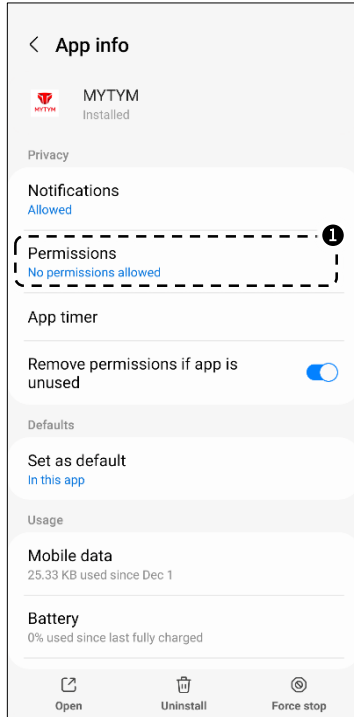 App info
MYTYM
MYTYM
Installed
Privacy
Notifications
Allowed
1
Permissions
No permissions allowed
App timer
Remove permissions if app is
unused
Defaults
Set as default
In this app
Usage
Mobile data
25.33 KB used since Dec 1
Battery
0% used since last fully charged
Open
Uninstall
Force stop